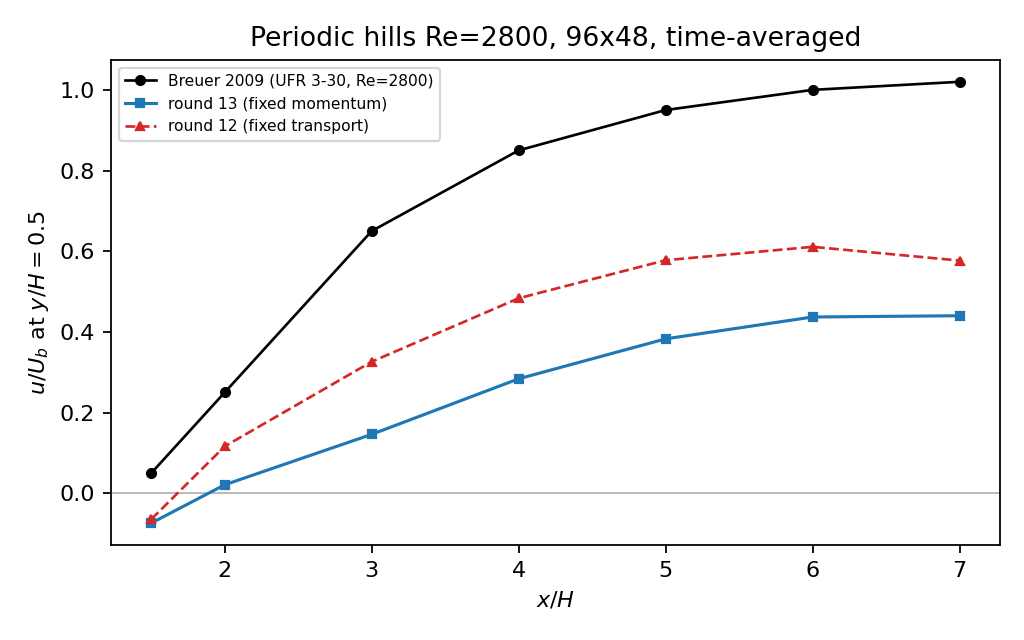 Periodic hills Re=2800, 96x48, time-averaged
Breuer 2009 (UFR 3-30, Re=2800)
round 13 (fixed momentum)
round 12 (fixed transport)
u/U_b at y/H = 0.5
1.0
0.8
0.6
0.4
0.2
0.0
2 3 4 5 6 7
x/H